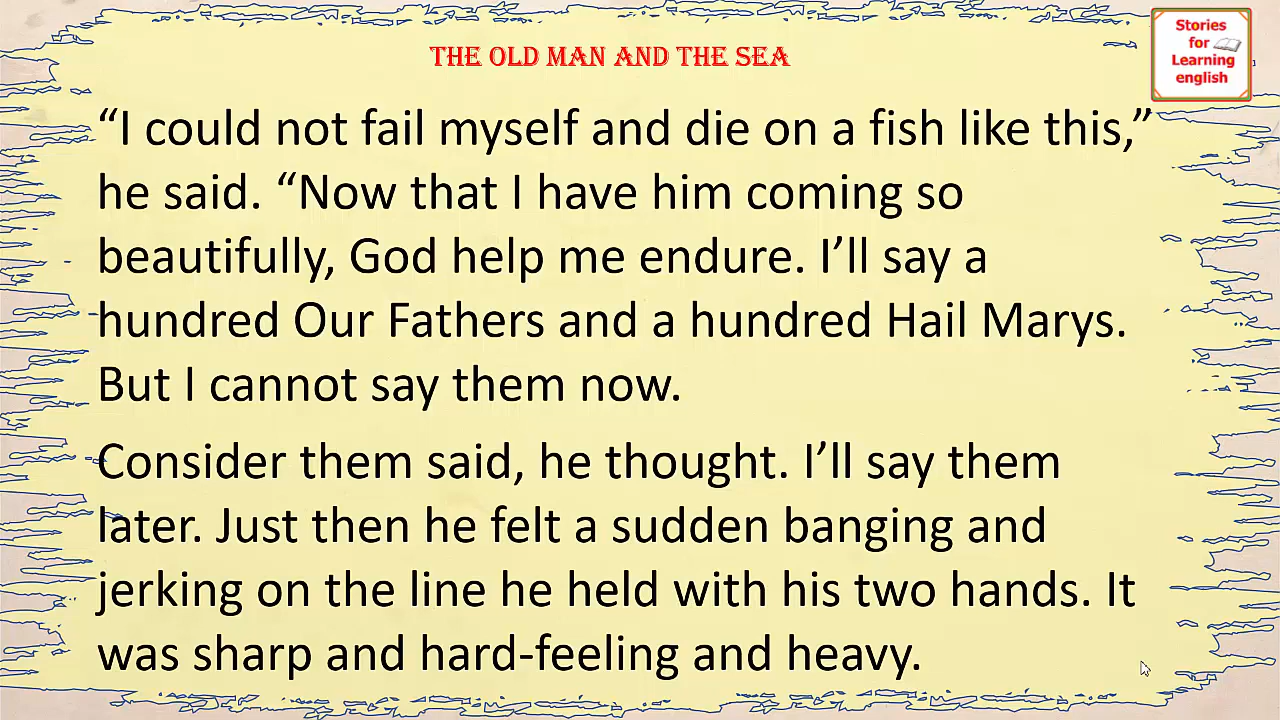 THE OLD MAN AND THE SEA
Stories
for
Learning
english
“I could not fail myself and die on a fish like this,”
he said. “Now that I have him coming so
beautifully, God help me endure. I’ll say a
hundred Our Fathers and a hundred Hail Marys.
But I cannot say them now.
Consider them said, he thought. I’ll say them
later. Just then he felt a sudden banging and
jerking on the line he held with his two hands. It
was sharp and hard-feeling and heavy.